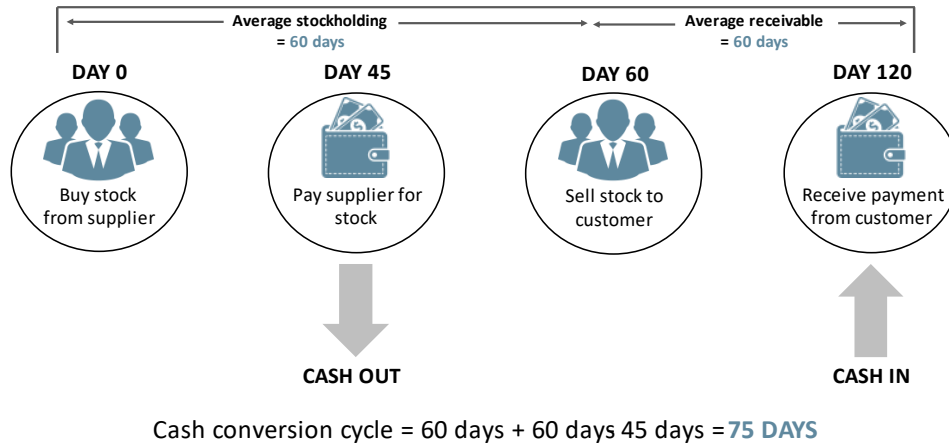 Average stockholding
= 60 days
Average receivable
= 60 days
DAY 0
DAY 45
DAY 60
DAY 120
Buy stock
from supplier
Pay supplier for
stock
Sell stock to
customer
Receive payment
from customer
CASH OUT
CASH IN
Cash conversion cycle = 60 days + 60 days 45 days = 75 DAYS